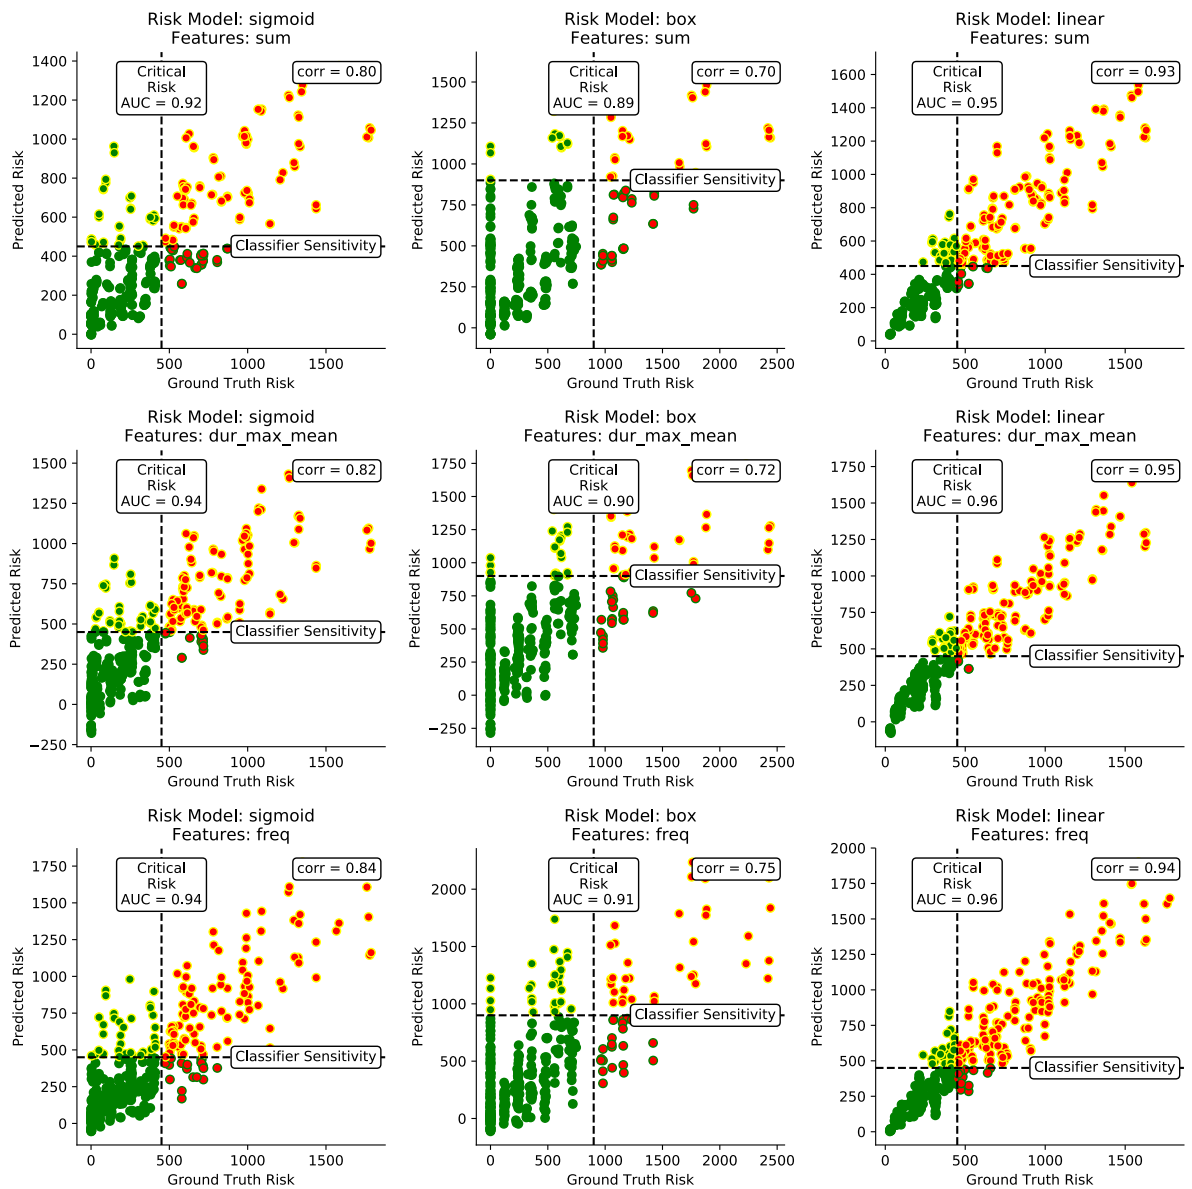 Risk Model: sigmoid
Features: sum
1400
1200
1000
800
600
400
200
0
Predicted Risk
Critical
Risk
AUC = 0.92
corr = 0.80
Classifier Sensitivity
0 500 1000 1500
Ground Truth Risk
Risk Model: box
Features: sum
1500
1250
1000
750
500
250
0
Predicted Risk
Critical
Risk
AUC = 0.89
corr = 0.70
Classifier Sensitivity
0 500 1000 1500 2000 2500
Ground Truth Risk
Risk Model: linear
Features: sum
1600
1400
1200
1000
800
600
400
200
0
Predicted Risk
Critical
Risk
AUC = 0.95
corr = 0.93
Classifier Sensitivity
0 500 1000 1500
Ground Truth Risk
Risk Model: sigmoid
Features: dur_max_mean
1500
1250
1000
750
500
250
0
−250
Predicted Risk
Critical
Risk
AUC = 0.94
corr = 0.82
Classifier Sensitivity
0 500 1000 1500
Ground Truth Risk
Risk Model: box
Features: dur_max_mean
1750
1500
1250
1000
750
500
250
0
−250
Predicted Risk
Critical
Risk
AUC = 0.90
corr = 0.72
Classifier Sensitivity
0 500 1000 1500 2000 2500
Ground Truth Risk
Risk Model: linear
Features: dur_max_mean
1750
1500
1250
1000
750
500
250
0
Predicted Risk
Critical
Risk
AUC = 0.96
corr = 0.95
Classifier Sensitivity
0 500 1000 1500
Ground Truth Risk
Risk Model: sigmoid
Features: freq
1750
1500
1250
1000
750
500
250
0
Predicted Risk
Critical
Risk
AUC = 0.94
corr = 0.84
Classifier Sensitivity
0 500 1000 1500
Ground Truth Risk
Risk Model: box
Features: freq
2000
1500
1000
500
0
Predicted Risk
Critical
Risk
AUC = 0.91
corr = 0.75
Classifier Sensitivity
0 500 1000 1500 2000 2500
Ground Truth Risk
Risk Model: linear
Features: freq
2000
1750
1500
1250
1000
750
500
250
0
Predicted Risk
Critical
Risk
AUC = 0.96
corr = 0.94
Classifier Sensitivity
0 500 1000 1500
Ground Truth Risk